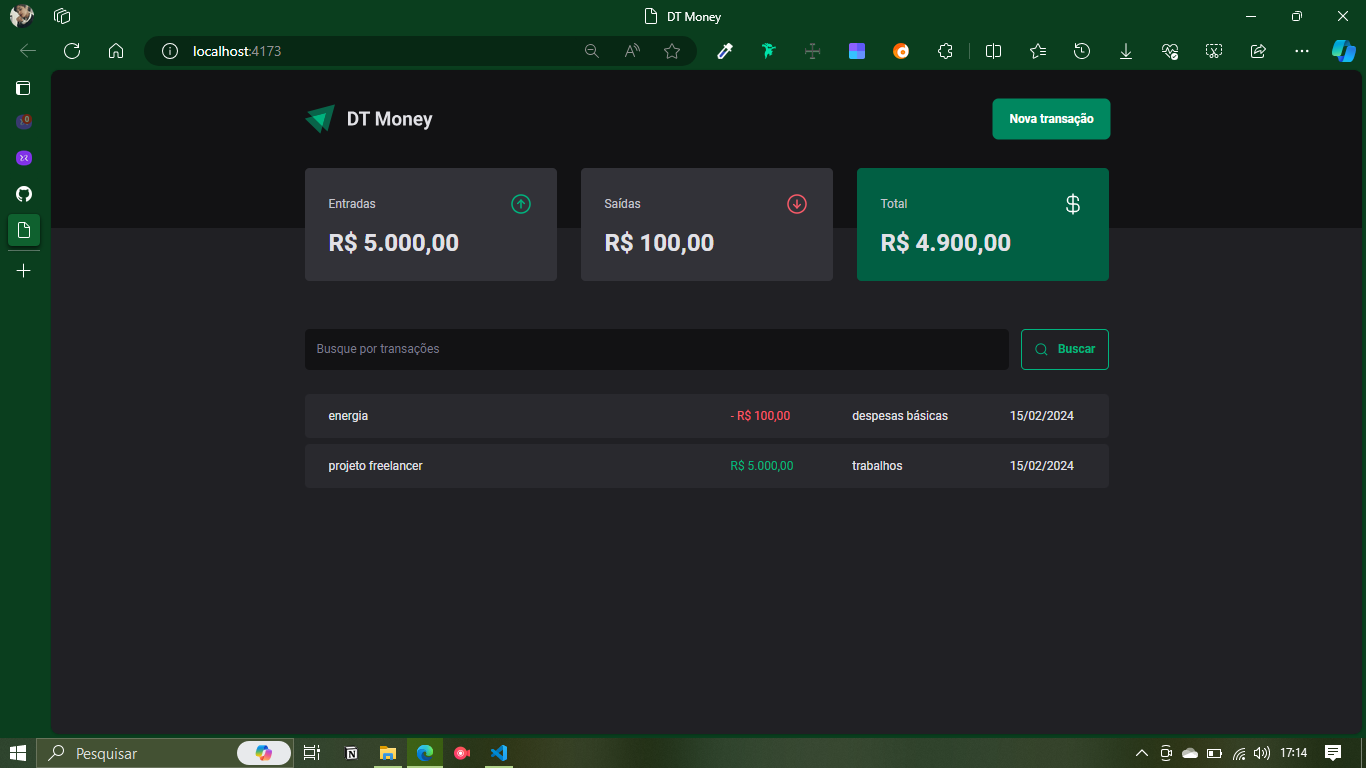 DT Money
localhost:4173
DT Money
Nova transação
Entradas
R$ 5.000,00
Saídas
R$ 100,00
Total
$
R$ 4.900,00
Busque por transações
Buscar
energia - R$ 100,00 despesas básicas 15/02/2024
projeto freelancer R$ 5.000,00 trabalhos 15/02/2024
Pesquisar
17:14